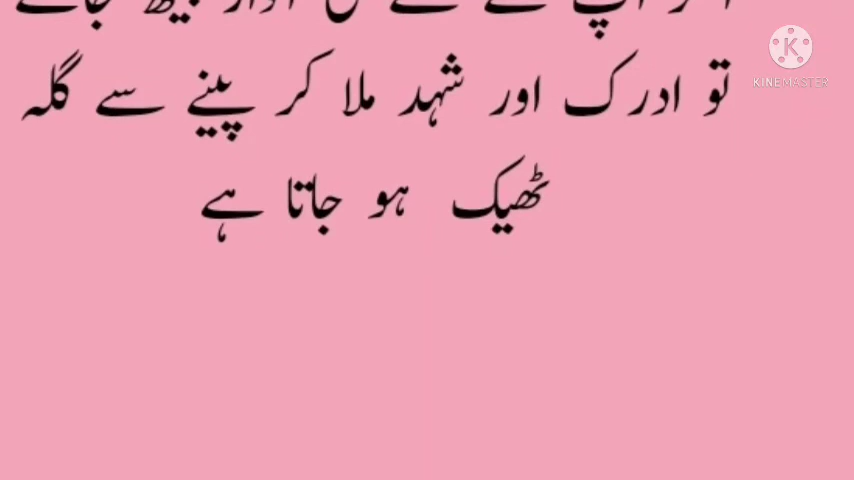 تو ادرک اور شہد ملا کر پینے سے گلہ
ٹھیک ہو جاتا ہے
KINEMASTER